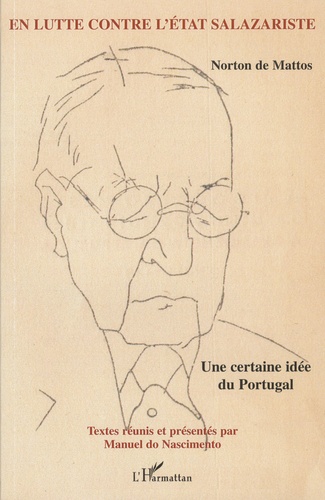 EN LUTTE CONTRE L'ÉTAT SALAZARISTE
Norton de Mattos
Une certaine idée
du Portugal
Textes réunis et présentés par
Manuel do Nascimento
L'Harmattan